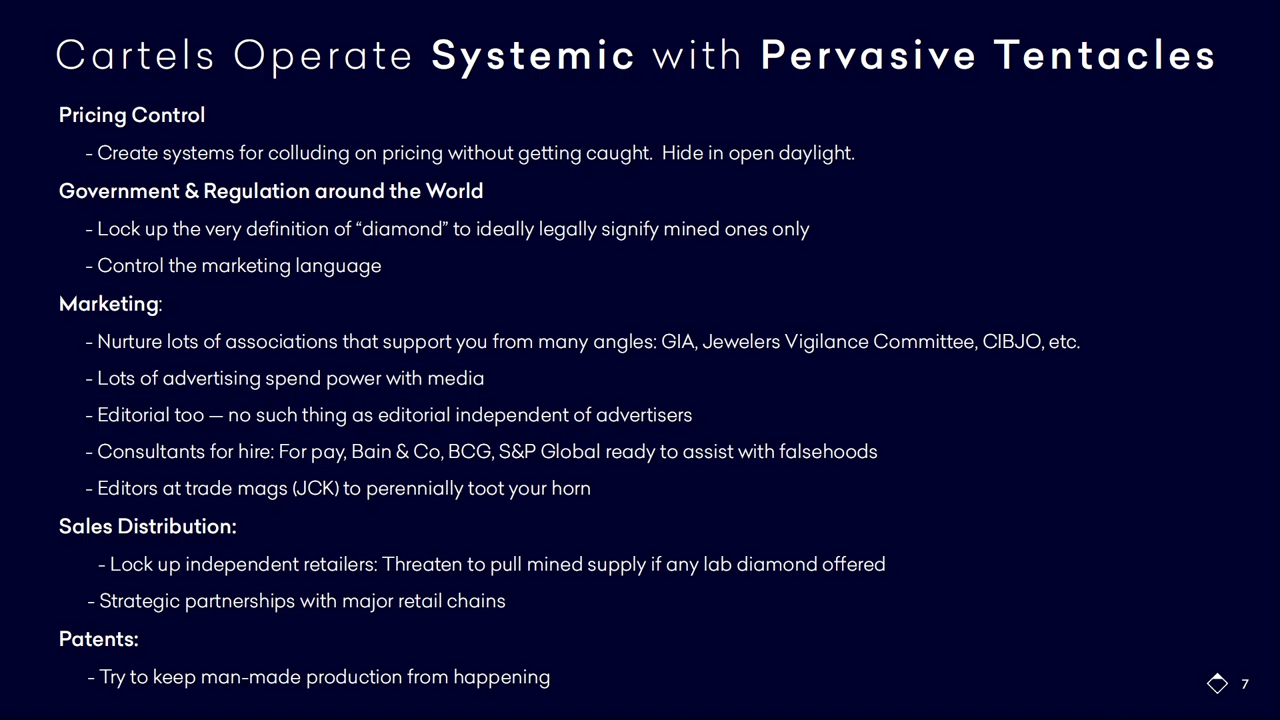 Cartels Operate Systemic with Pervasive Tentacles
Pricing Control
- Create systems for colluding on pricing without getting caught.  Hide in open daylight.
Government & Regulation around the World
- Lock up the very definition of “diamond” to ideally legally signify mined ones only
- Control the marketing language
Marketing:
- Nurture lots of associations that support you from many angles: GIA, Jewelers Vigilance Committee, CIBJO, etc.
- Lots of advertising spend power with media
- Editorial too — no such thing as editorial independent of advertisers
- Consultants for hire: For pay, Bain & Co, BCG, S&P Global ready to assist with falsehoods
- Editors at trade mags (JCK) to perennially toot your horn
Sales Distribution:
- Lock up independent retailers: Threaten to pull mined supply if any lab diamond offered
- Strategic partnerships with major retail chains
Patents:
- Try to keep man-made production from happening
7